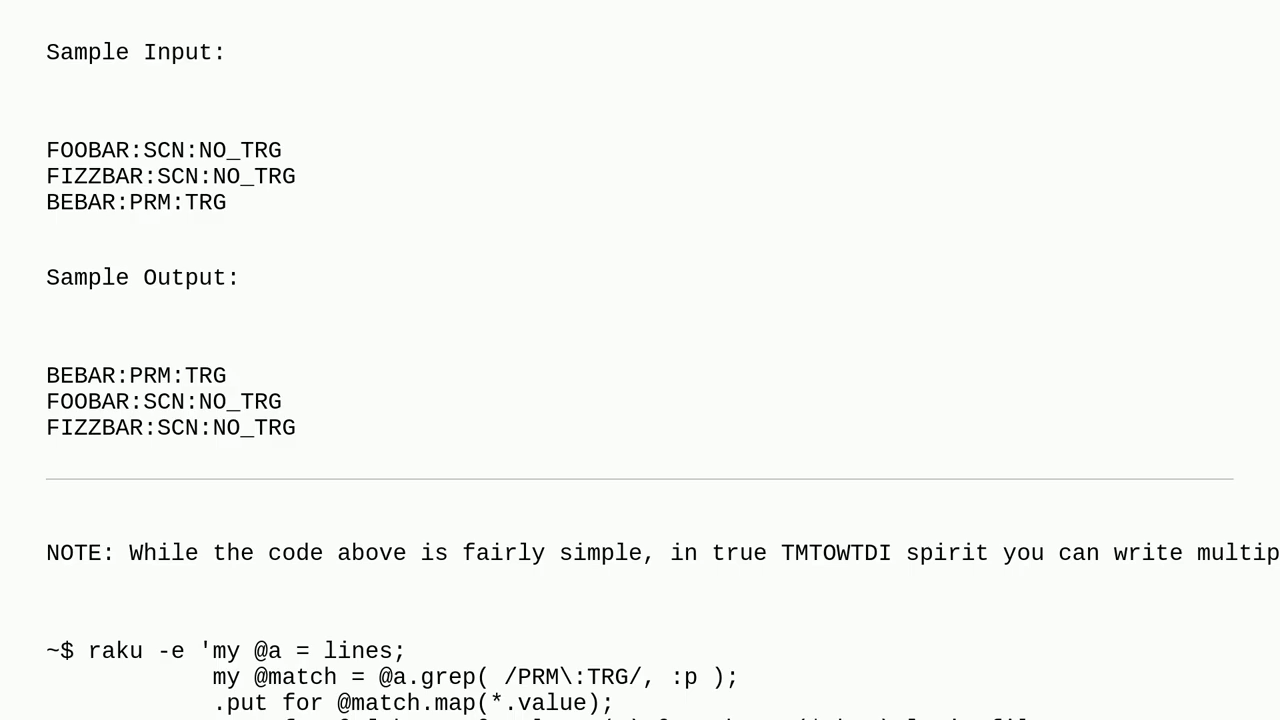 Sample Input:
FOOBAR:SCN:NO_TRG
FIZZBAR:SCN:NO_TRG
BEBAR:PRM:TRG
Sample Output:
BEBAR:PRM:TRG
FOOBAR:SCN:NO_TRG
FIZZBAR:SCN:NO_TRG
NOTE: While the code above is fairly simple, in true TMTOWTDI spirit you can write
~$ raku -e 'my @a = lines;
my @match = @a.grep( /PRM\:TRG/, :p );
.put for @match.map(*.value);